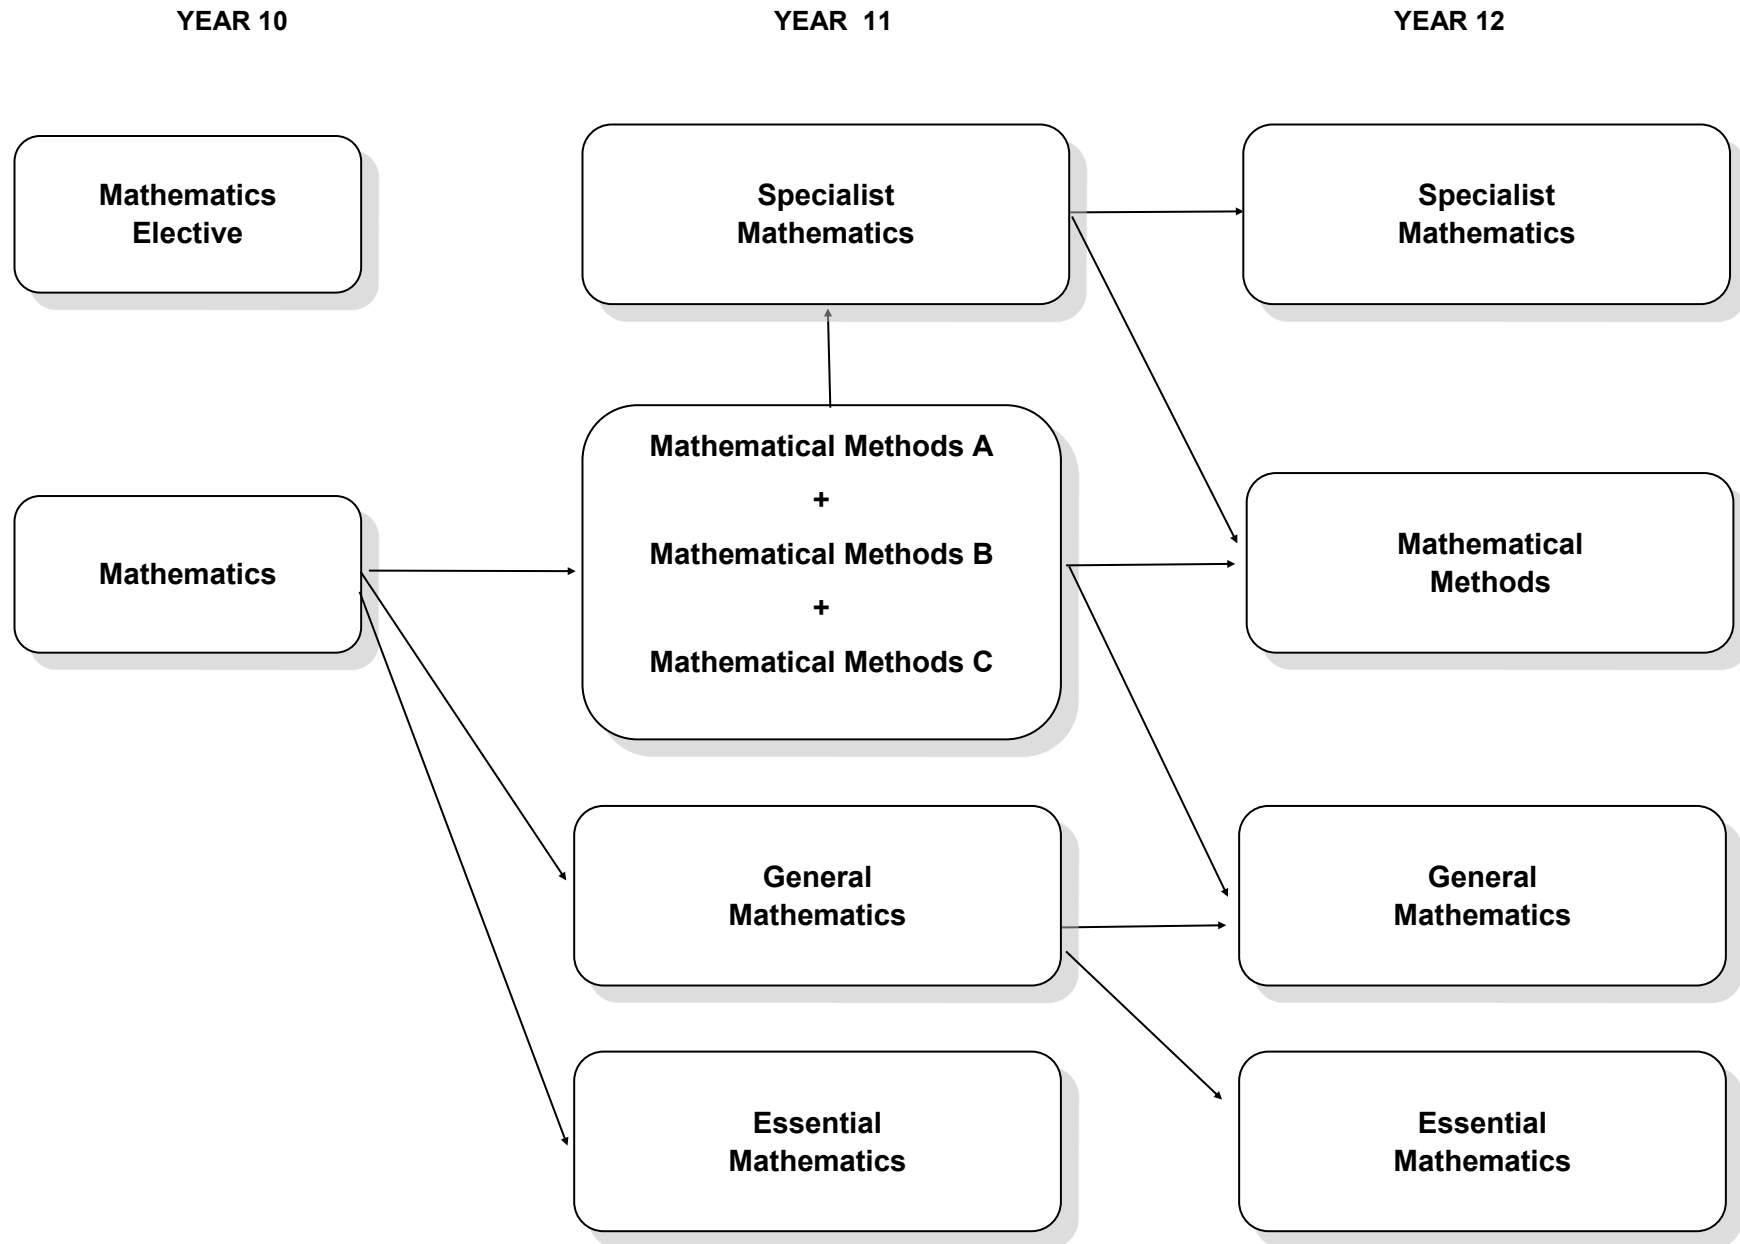 YEAR 10
YEAR 11
YEAR 12
Mathematics
Elective
Specialist
Mathematics
Specialist
Mathematics
Mathematics
Mathematical Methods A
+
Mathematical Methods B
+
Mathematical Methods C
Mathematical
Methods
General
Mathematics
General
Mathematics
Essential
Mathematics
Essential
Mathematics